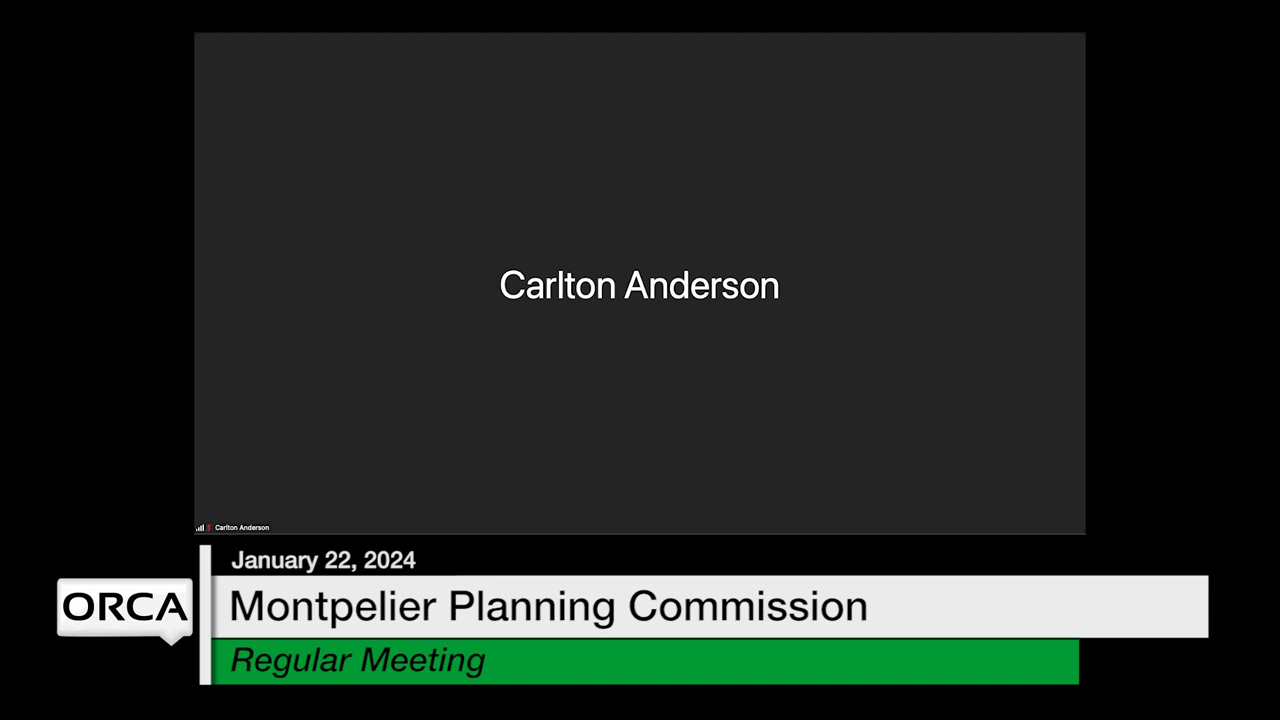 Carlton Anderson
Carlton Anderson
January 22, 2024
ORCA
Montpelier Planning Commission
Regular Meeting